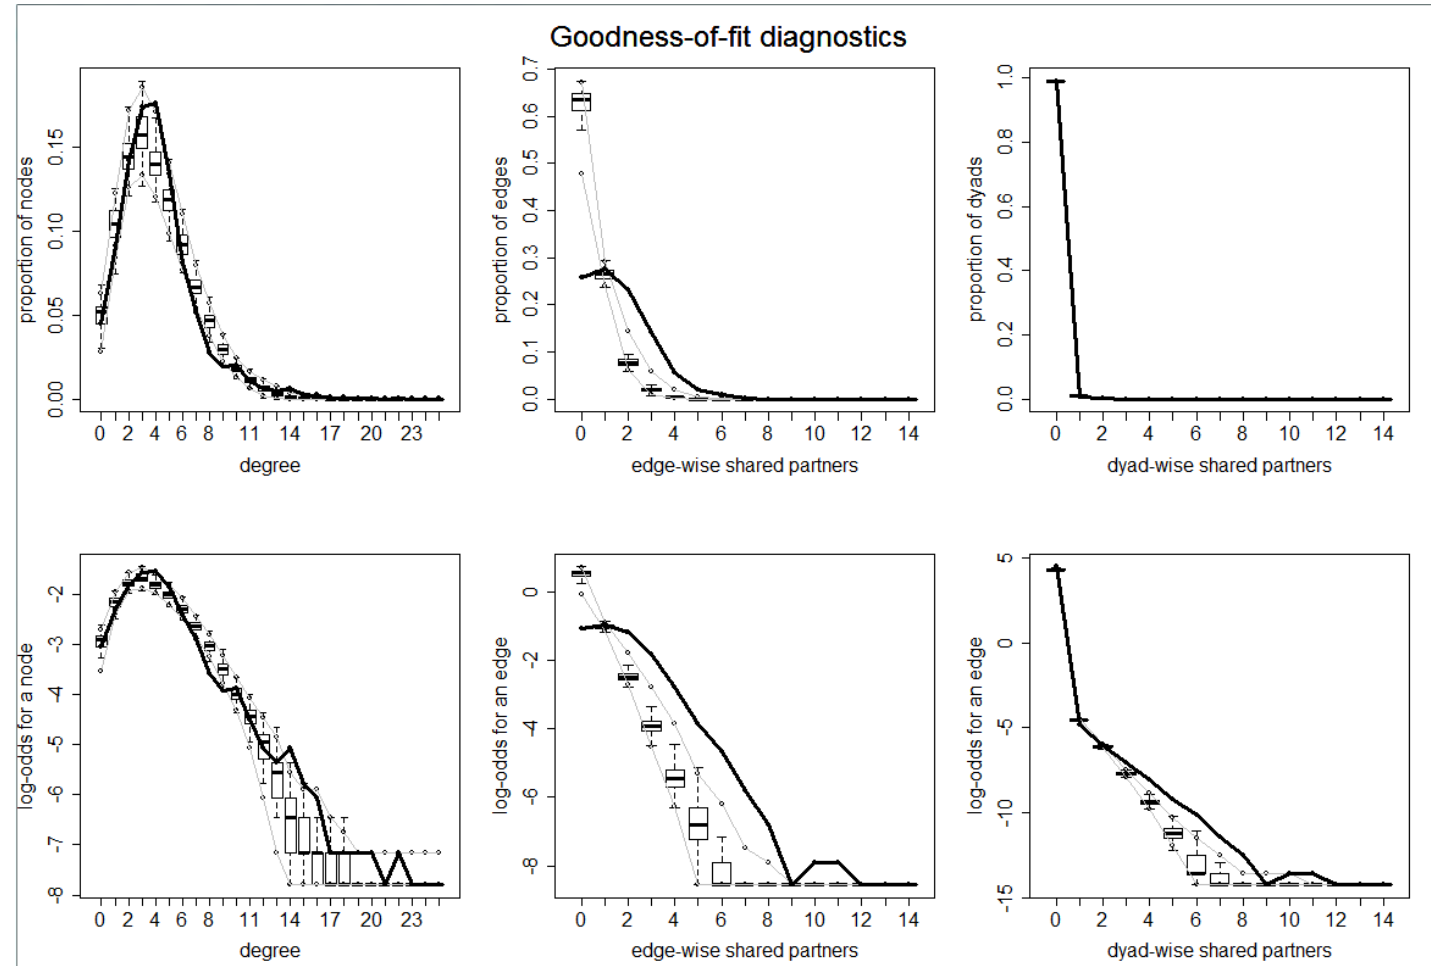 Goodness-of-fit diagnostics
proportion of nodes
0.00 0.05 0.10 0.15
0 2 4 6 8 11 14 17 20 23
degree
proportion of edges
0.0 0.1 0.2 0.3 0.4 0.5 0.6 0.7
0 2 4 6 8 10 12 14
edge-wise shared partners
proportion of dyads
0.0 0.2 0.4 0.6 0.8 1.0
0 2 4 6 8 10 12 14
dyad-wise shared partners
log-odds for a node
-8 -7 -6 -5 -4 -3 -2
0 2 4 6 8 11 14 17 20 23
degree
log-odds for an edge
-8 -6 -4 -2 0
0 2 4 6 8 10 12 14
edge-wise shared partners
log-odds for an edge
-15 -10 -5 0 5
0 2 4 6 8 10 12 14
dyad-wise shared partners